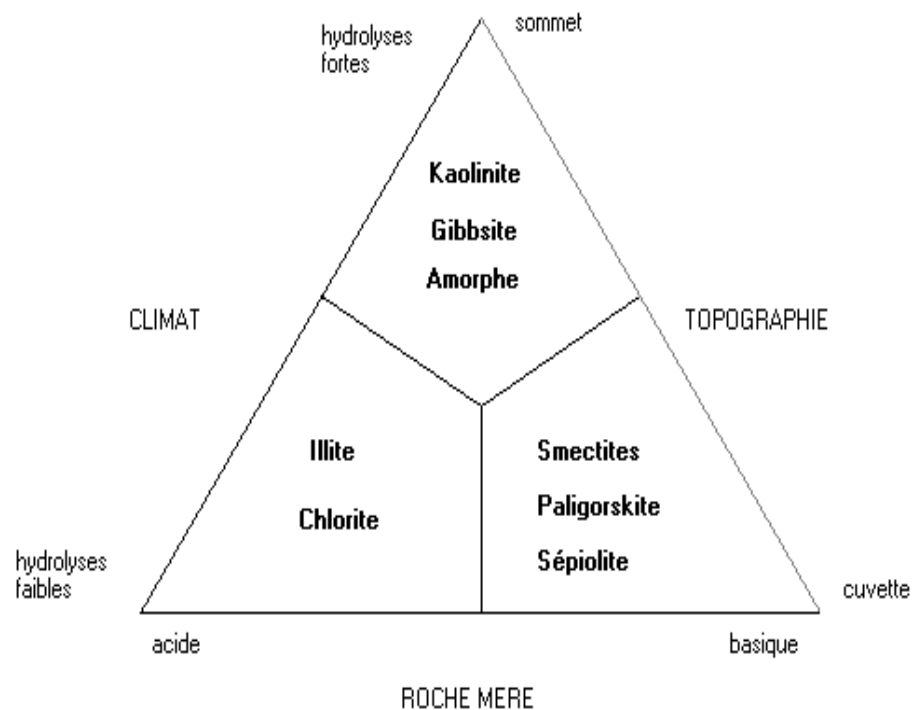 hydrolyses
fortes
sommet
Kaolinite
Gibbsite
Amorphe
CLIMAT
TOPOGRAPHIE
Illite
Chlorite
Smectites
Paligorskite
Sépiolite
hydrolyses
faibles
cuvette
acide
basique
ROCHE MERE